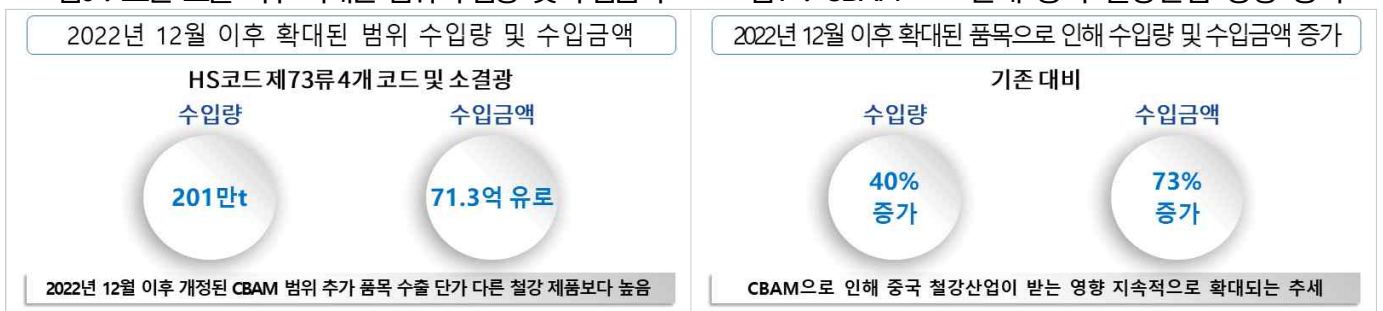 2022년 12월 이후 확대된 범위 수입량 및 수입금액
HS코드 제73류 4개 코드 및 소결광
수입량
수입금액
201만t
71.3억 유로
2022년 12월 이후 개정된 CBAM 범위 추가 품목 수출 단가 다른 철강 제품보다 높음
2022년 12월 이후 확대된 품목으로 인해 수입량 및 수입금액 증가
기존 대비
수입량
수입금액
40%
증가
73%
증가
CBAM으로 인해 중국 철강산업이 받는 영향 지속적으로 확대되는 추세